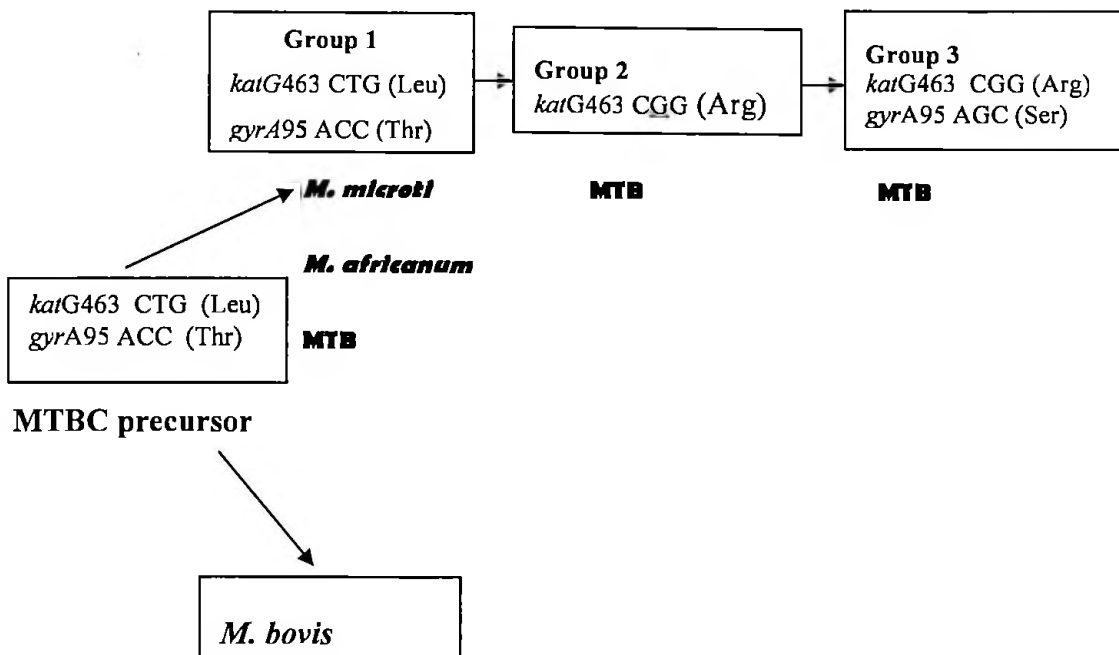 Group 1
katG463 CTG (Leu)
gyrA95 ACC (Thr)
Group 2
katG463 CGG (Arg)
Group 3
katG463 CGG (Arg)
gyrA95 AGC (Ser)
M. microti
M. africanum
MTB
MTB
MTB
katG463 CTG (Leu)
gyrA95 ACC (Thr)
MTBC precursor
M. bovis